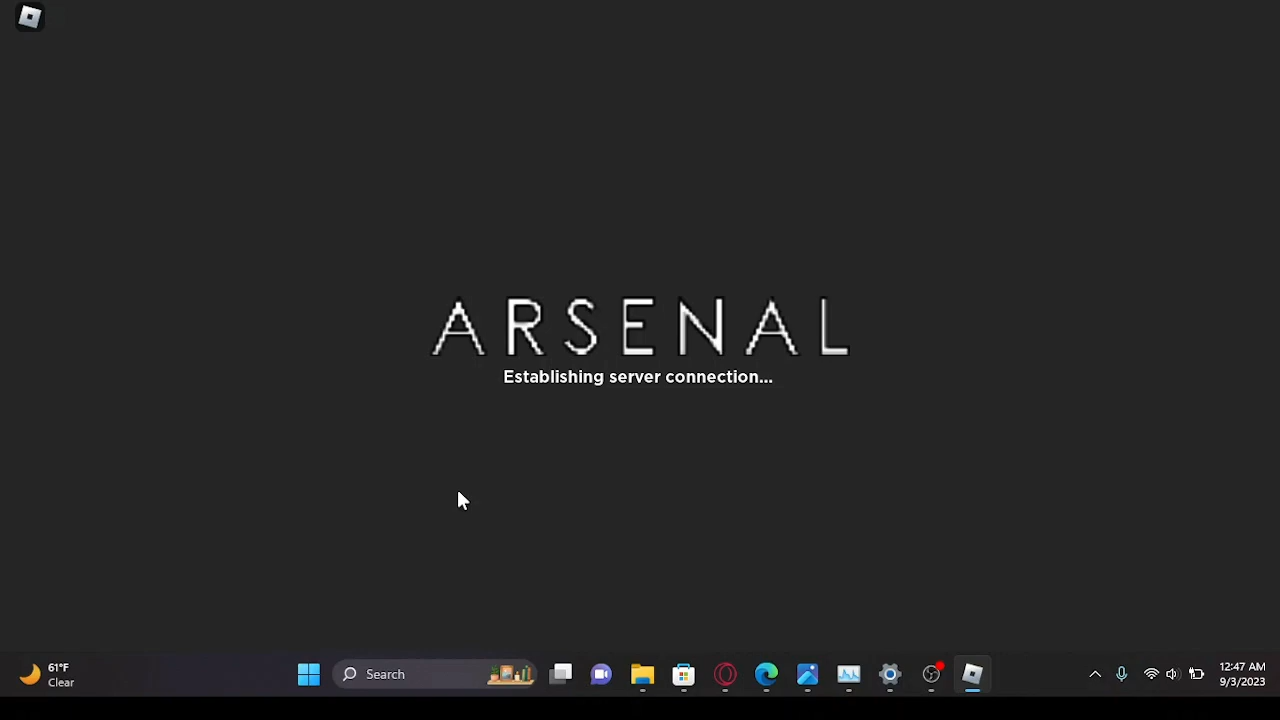 ARSENAL
Establishing server connection...
61°F
Clear
Search
12:47 AM
9/3/2023